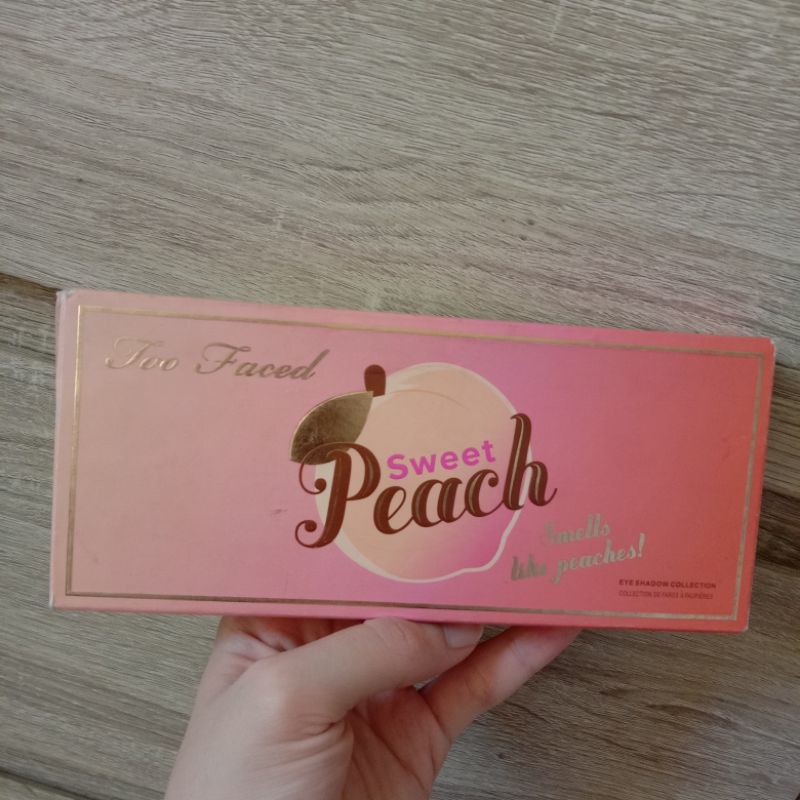 Too Faced
Sweet
Peach
Smells
like peaches!
EYE SHADOW COLLECTION
COLLECTION DE FARDS À PAUPIÈRES